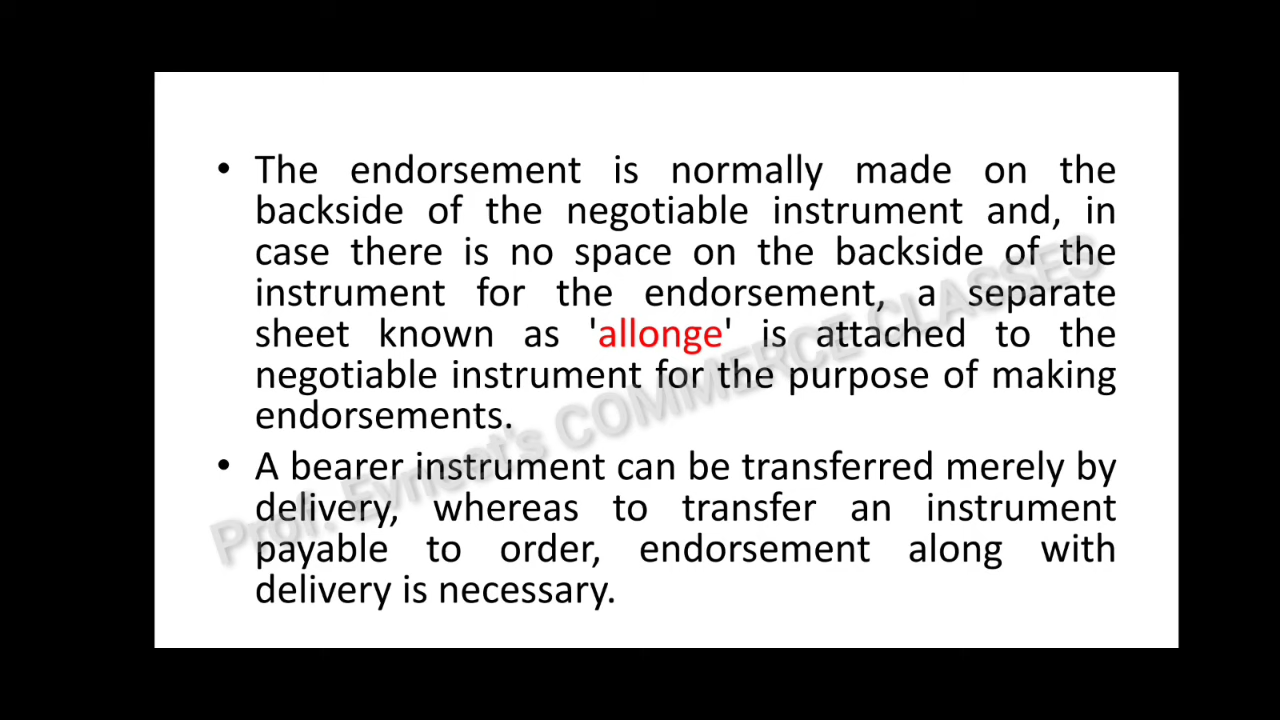 • The endorsement is normally made on the
backside of the negotiable instrument and, in
case there is no space on the backside of the
instrument for the endorsement, a separate
sheet known as 'allonge' is attached to the
negotiable instrument for the purpose of making
endorsements.
• A bearer instrument can be transferred merely by
delivery, whereas to transfer an instrument
payable to order, endorsement along with
delivery is necessary.
Prof. Evneet's COMMERCE CLASSES